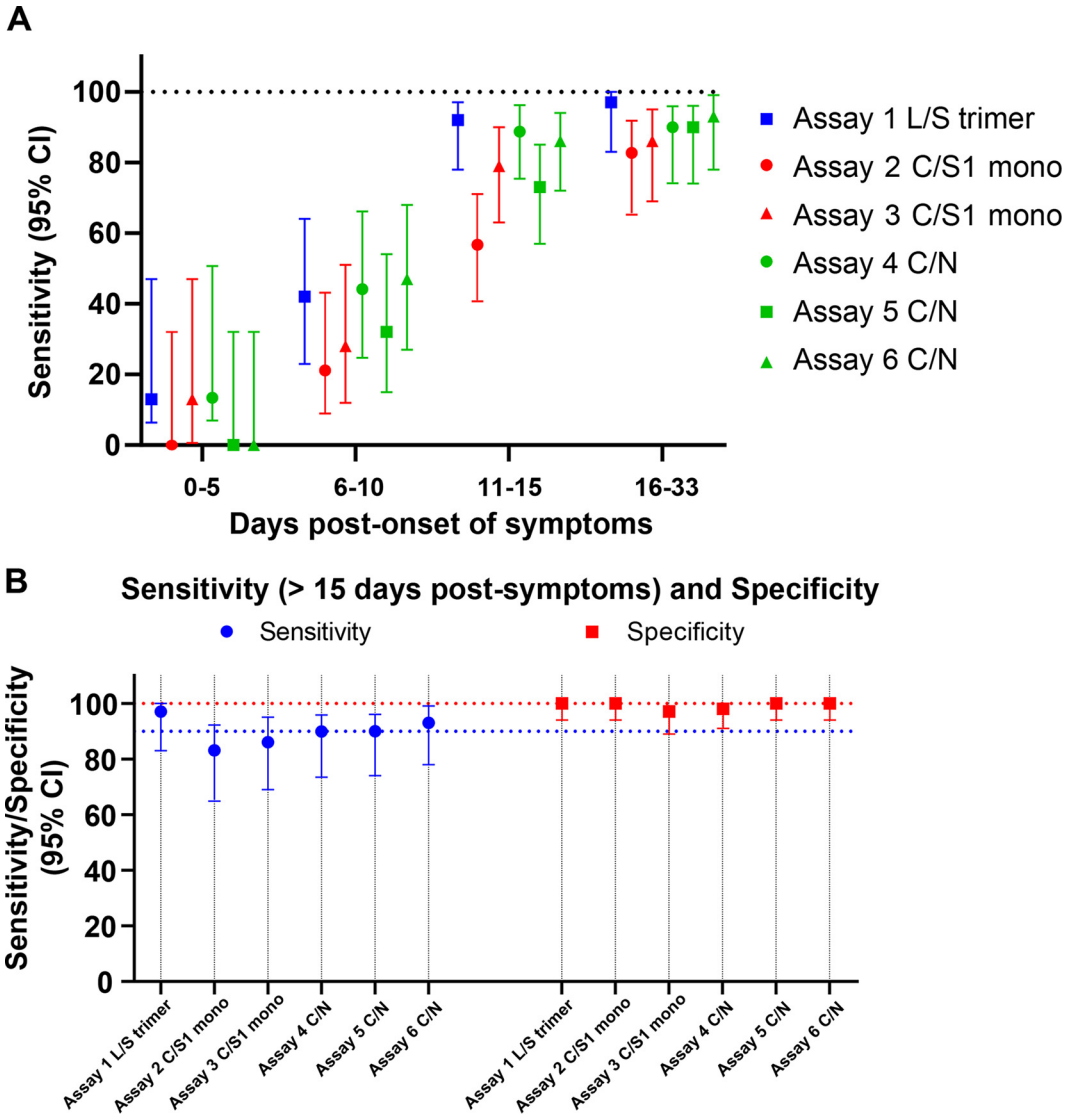 A
Sensitivity (95% CI)
100
80
60
40
20
0
0-5
6-10
11-15
16-33
Days post-onset of symptoms
Assay 1 L/S trimer
Assay 2 C/S1 mono
Assay 3 C/S1 mono
Assay 4 C/N
Assay 5 C/N
Assay 6 C/N
B
Sensitivity (> 15 days post-symptoms) and Specificity
Sensitivity
Specificity
Sensitivity/Specificity
(95% CI)
100
80
60
40
20
0
Assay 1 L/S trimer
Assay 2 C/S1 mono
Assay 3 C/S1 mono
Assay 4 C/N
Assay 5 C/N
Assay 6 C/N
Assay 1 L/S trimer
Assay 2 C/S1 mono
Assay 3 C/S1 mono
Assay 4 C/N
Assay 5 C/N
Assay 6 C/N